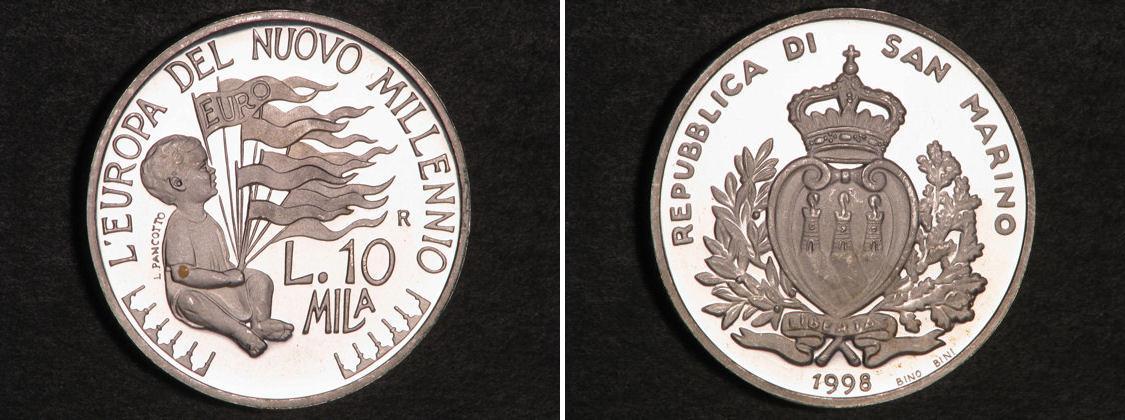 L'EUROPA DEL NUOVO MILLENNIO
EURO
L. PANCOTTO
R
L. 10
MILA
REPUBBLICA DI SAN MARINO
LIBERTAS
1998
BINO BINI